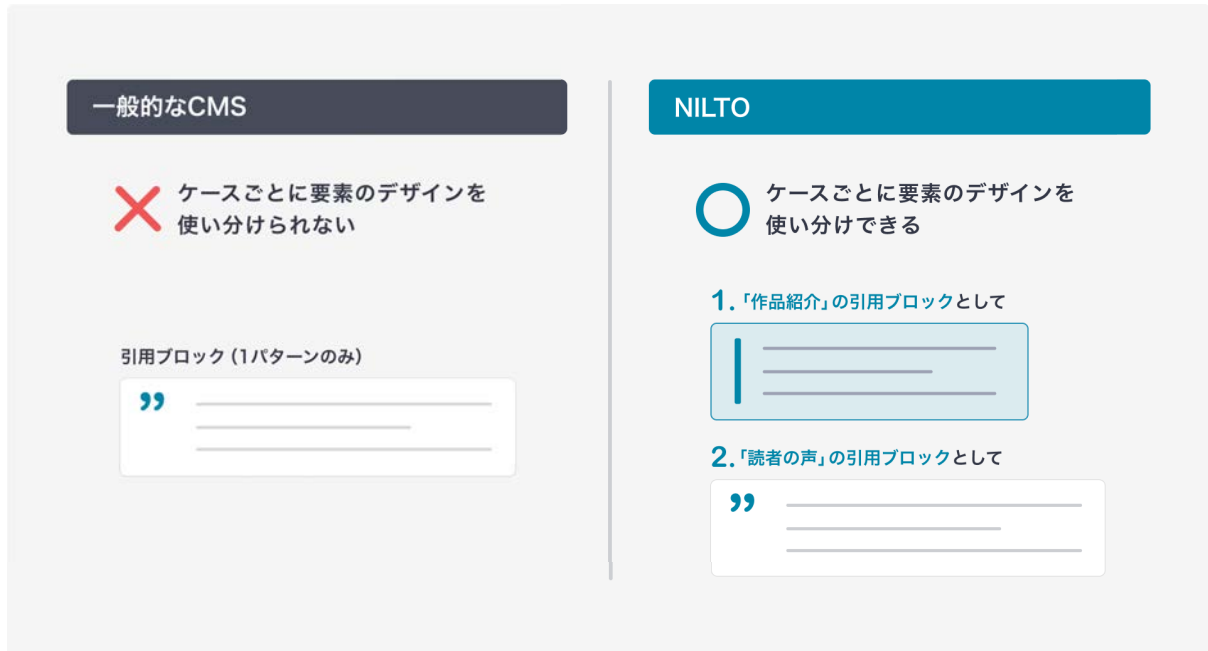 一般的なCMS
ケースごとに要素のデザインを
使い分けられない
引用ブロック（1パターンのみ）
”
NILTO
ケースごとに要素のデザインを
使い分けできる
1.「作品紹介」の引用ブロックとして
2.「読者の声」の引用ブロックとして
”